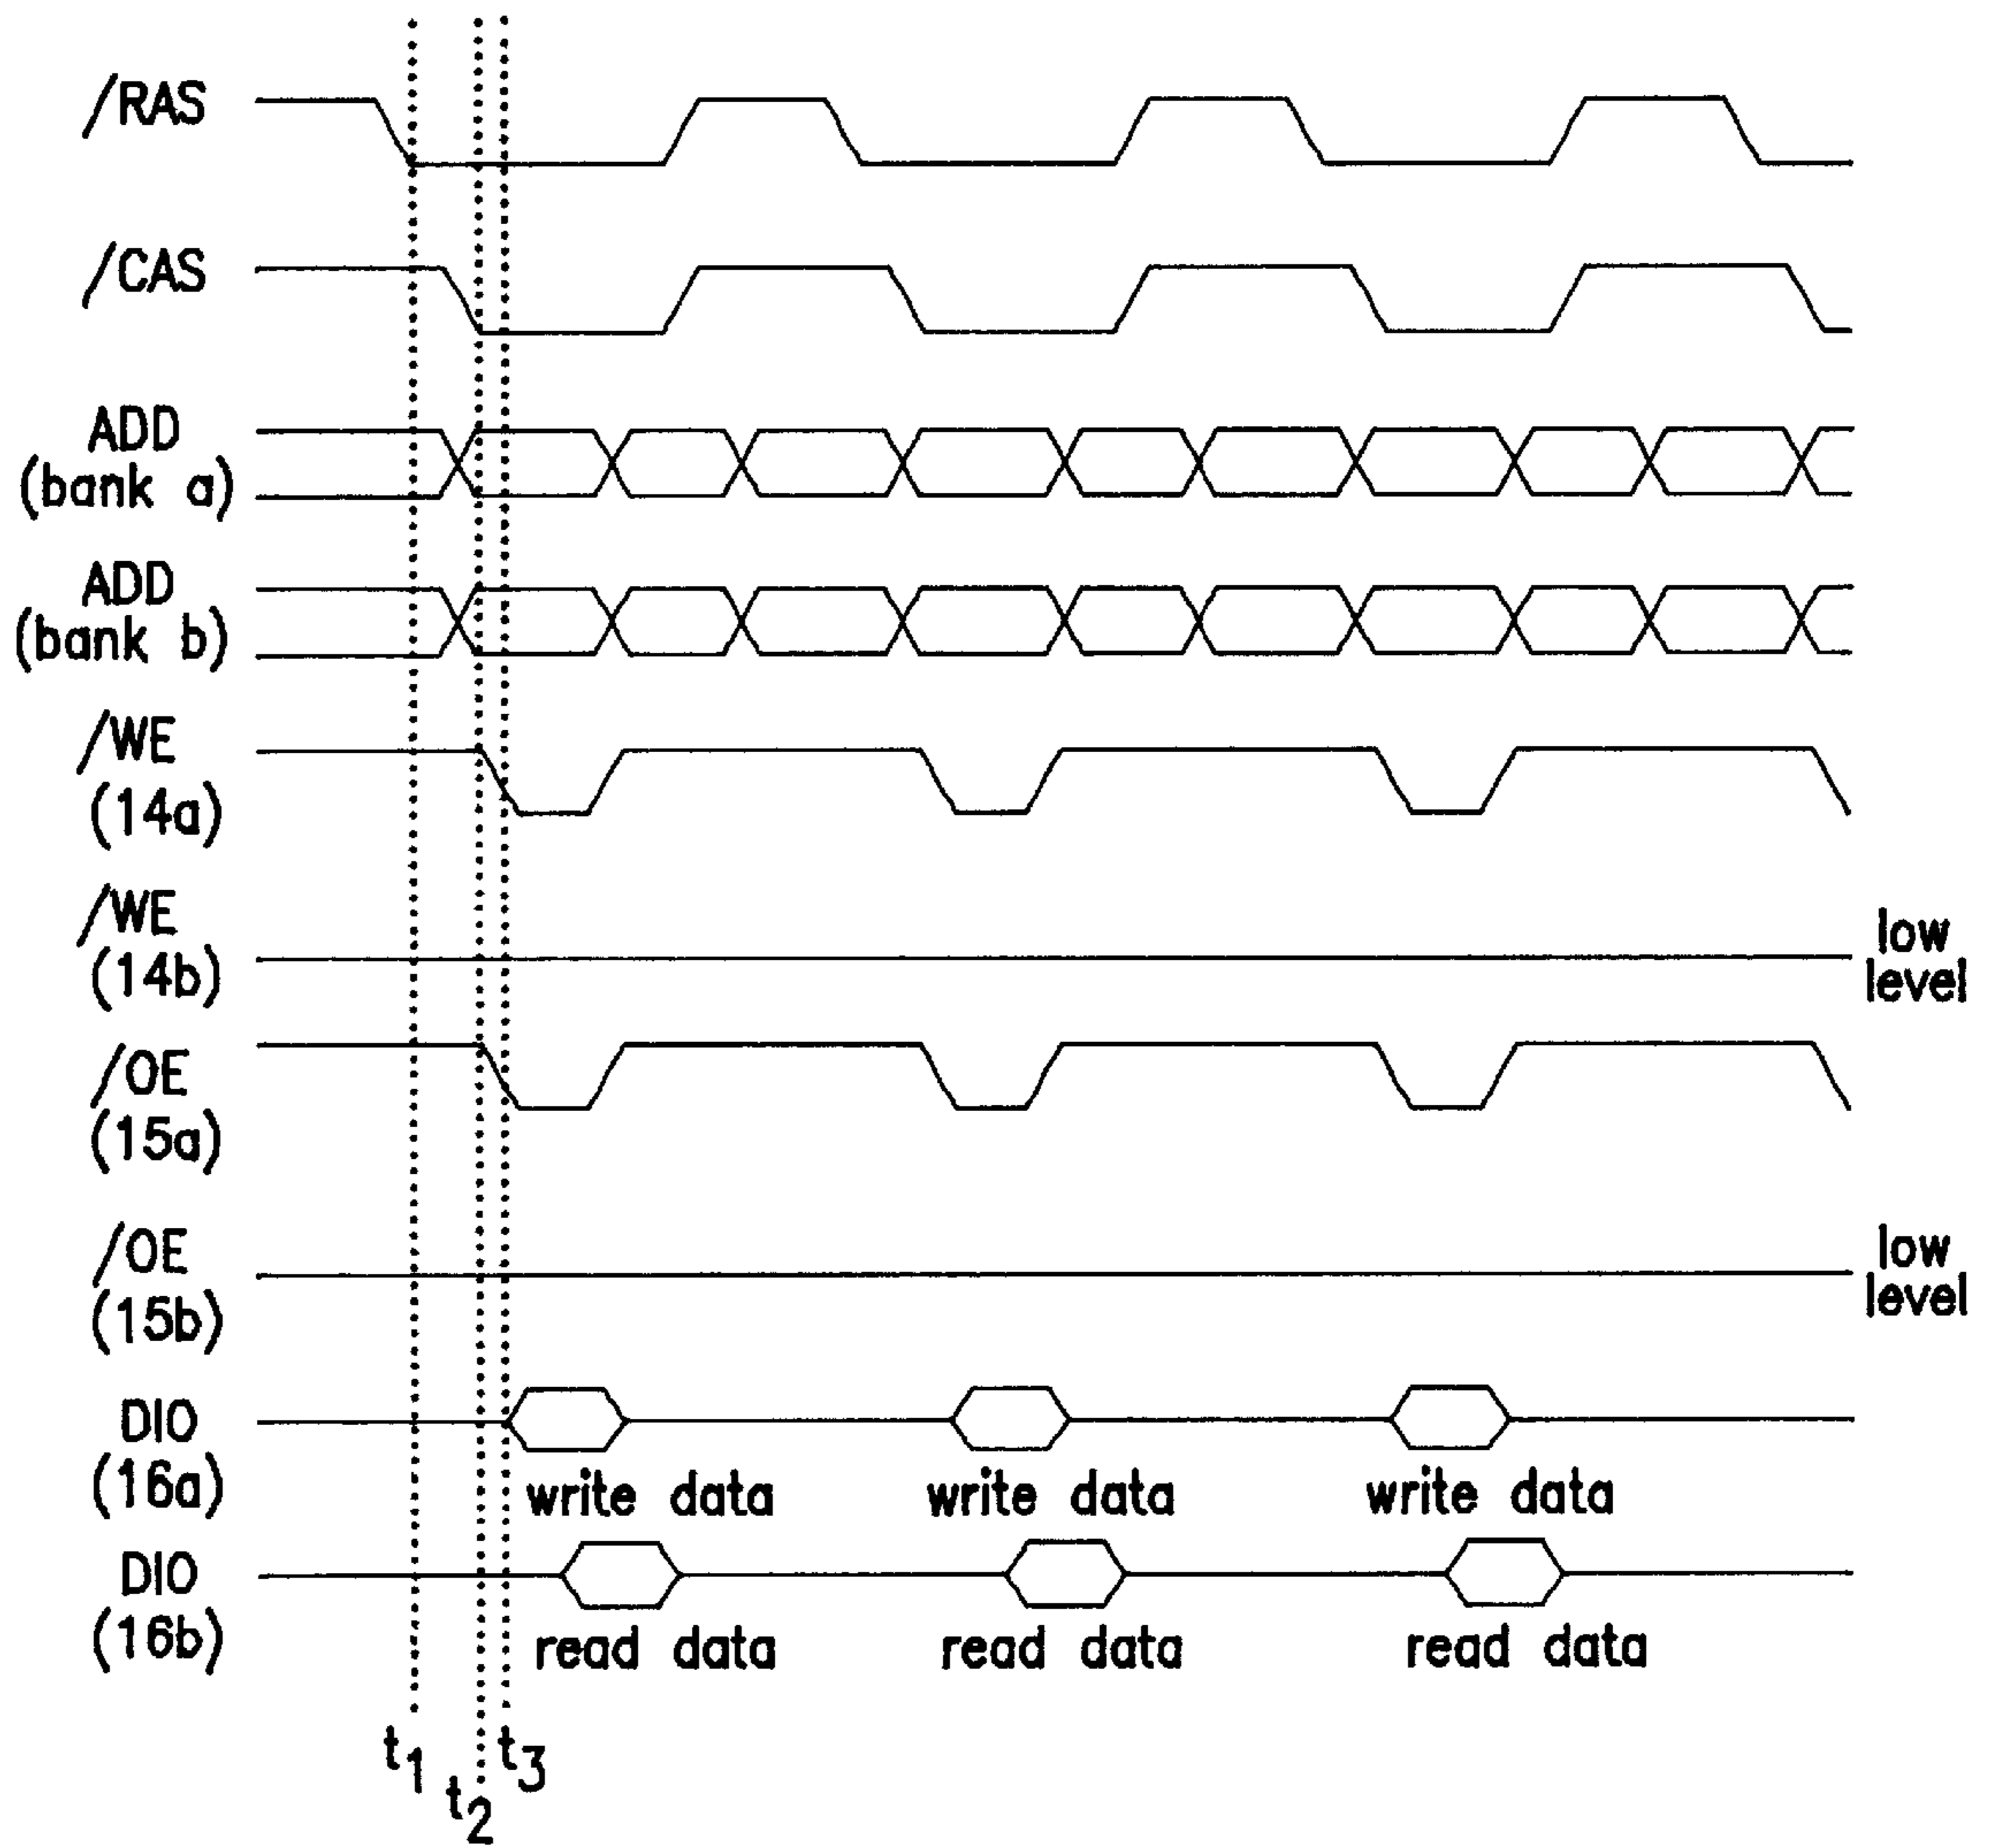 /RAS
/CAS
ADD
(bank a)
ADD
(bank b)
/WE
(14a)
/WE
(14b)
low
level
/OE
(15a)
/OE
(15b)
low
level
DIO
(16a)
write data write data write data
DIO
(16b)
read data read data read data
t1
t2
t3